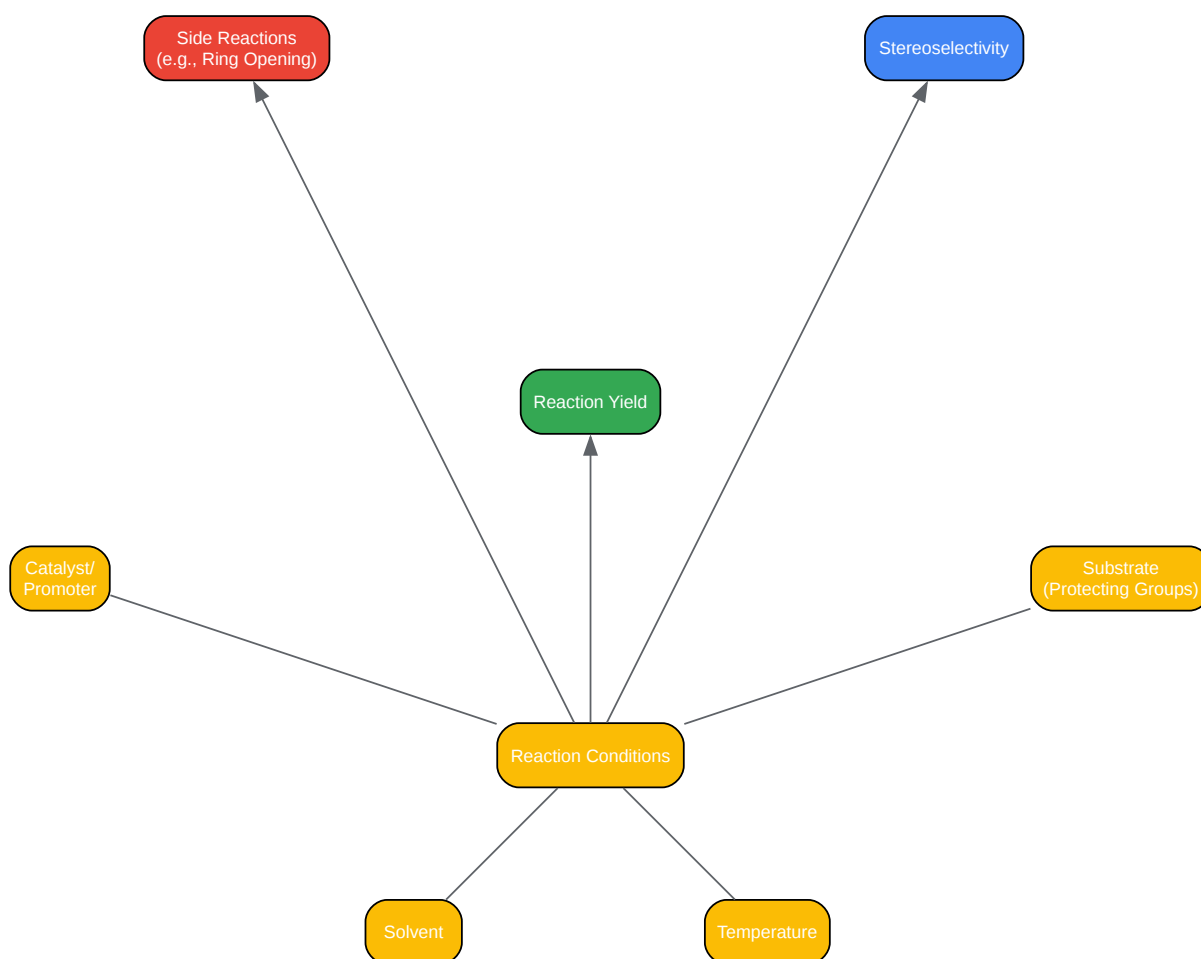 Side Reactions
(e.g., Ring Opening)
Stereoselectivity
Reaction Yield
Catalyst/
Promoter
Substrate
(Protecting Groups)
Reaction Conditions
Solvent
Temperature